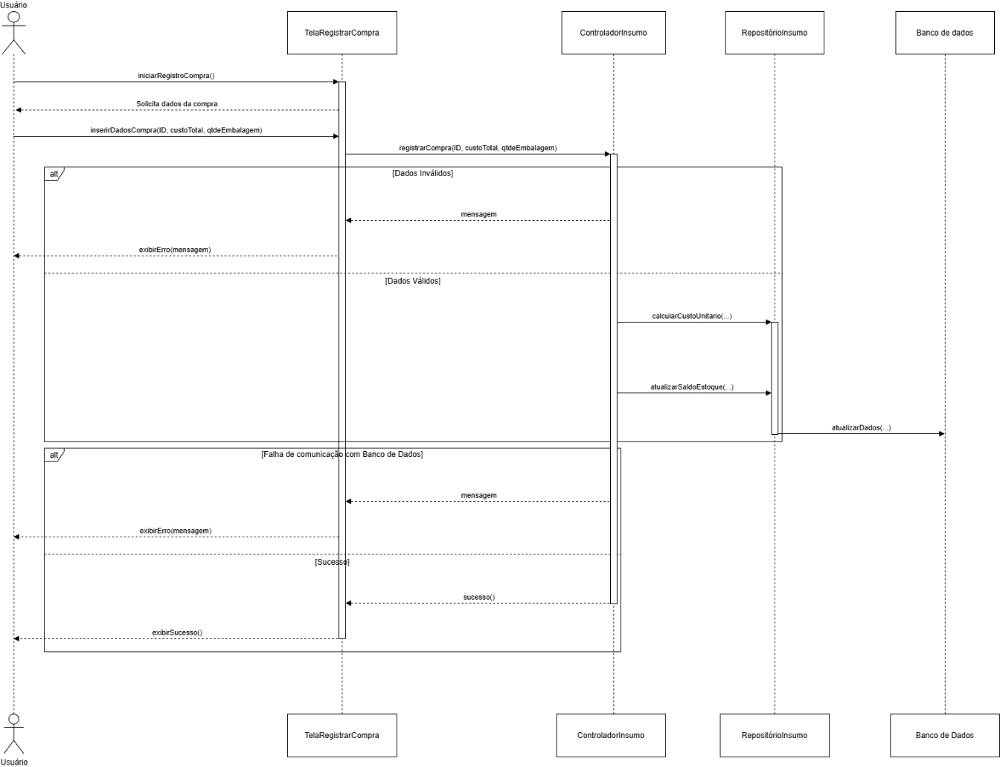 Usuário
TelaRegistrarCompra
ControladorInsumo
RepositórioInsumo
Banco de dados
iniciarRegistroCompra()
Solicita dados da compra
inserirDadosCompra(ID, custoTotal, qtdeEmbalagem)
registrarCompra(ID, custoTotal, qtdeEmbalagem)
alt
[Dados Inválidos]
mensagem
exibirErro(mensagem)
[Dados Válidos]
calcularCustoUnitario(...)
atualizarSaldoEstoque(...)
atualizarDados(...)
alt
[Falha de comunicação com Banco de Dados]
mensagem
exibirErro(mensagem)
[Sucesso]
sucesso()
exibirSucesso()
TelaRegistrarCompra
ControladorInsumo
RepositórioInsumo
Banco de Dados
Usuário